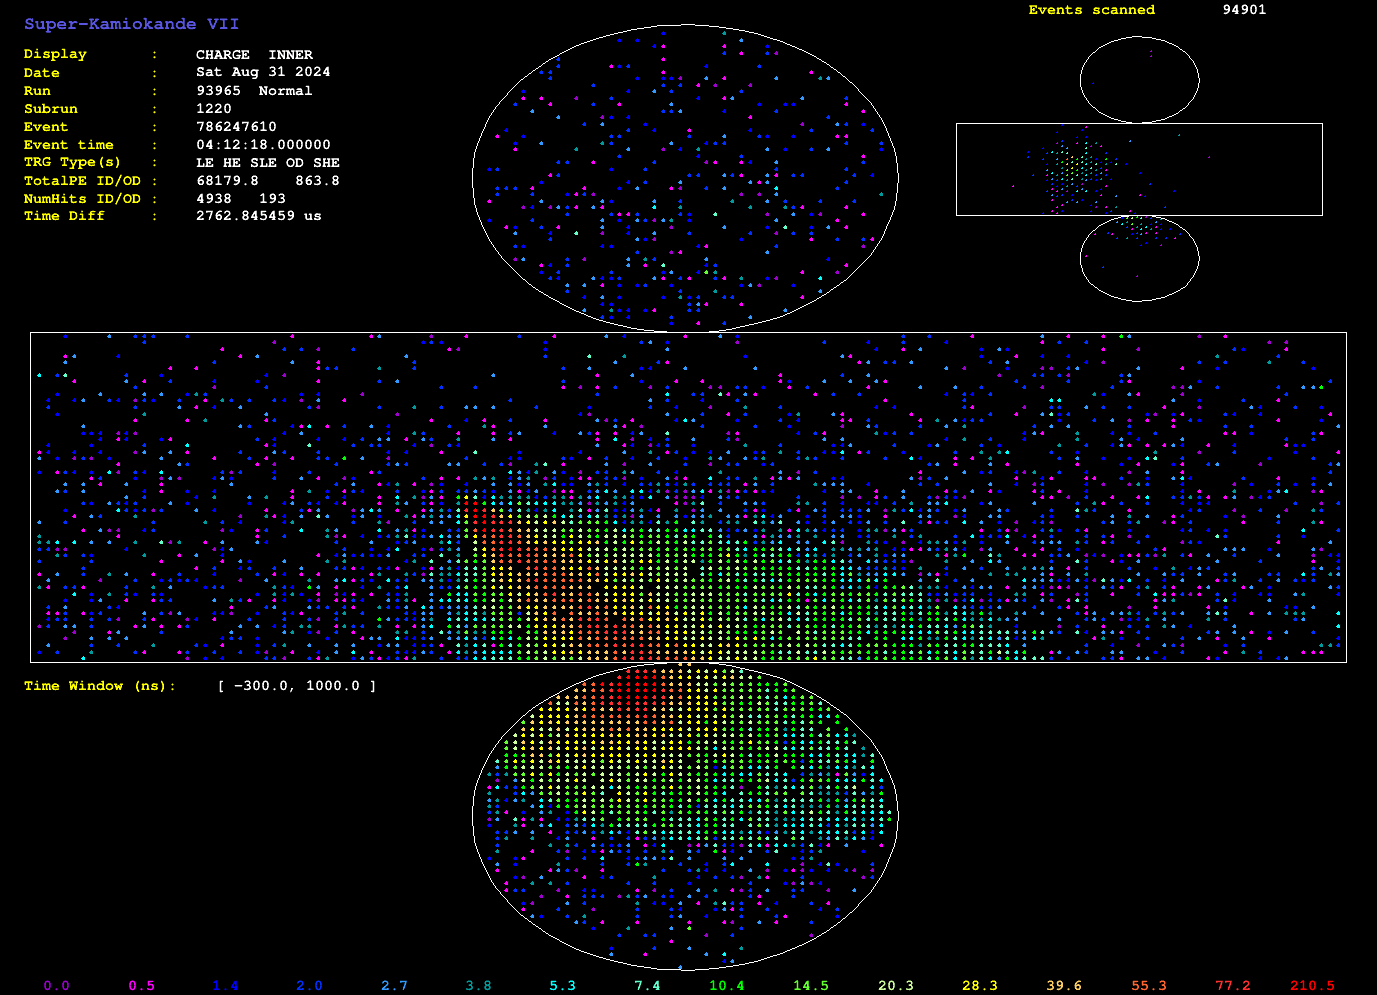 Super-Kamiokande VII
Events scanned 94901
Display : CHARGE INNER
Date : Sat Aug 31 2024
Run : 93965 Normal
Subrun : 1220
Event : 786247610
Event time : 04:12:18.000000
TRG Type(s) : LE HE SLE OD SHE
TotalPE ID/OD : 68179.8 863.8
NumHits ID/OD : 4938 193
Time Diff : 2762.845459 us
Time Window (ns): [ -300.0, 1000.0 ]
0.0 0.5 1.4 2.0 2.7 3.8 5.3 7.4 10.4 14.5 20.3 28.3 39.6 55.3 77.2 210.5